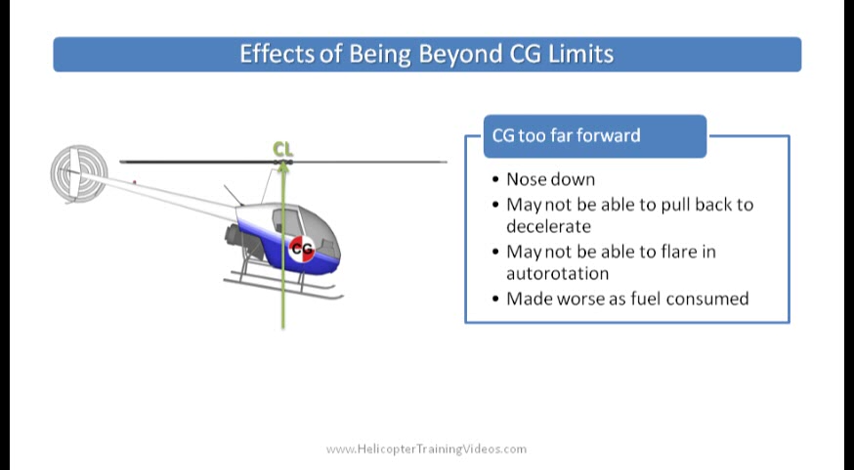 Effects of Being Beyond CG Limits
CL
CG
CG too far forward
• Nose down
• May not be able to pull back to
decelerate
• May not be able to flare in
autorotation
• Made worse as fuel consumed
www.HelicopterTrainingVideos.com